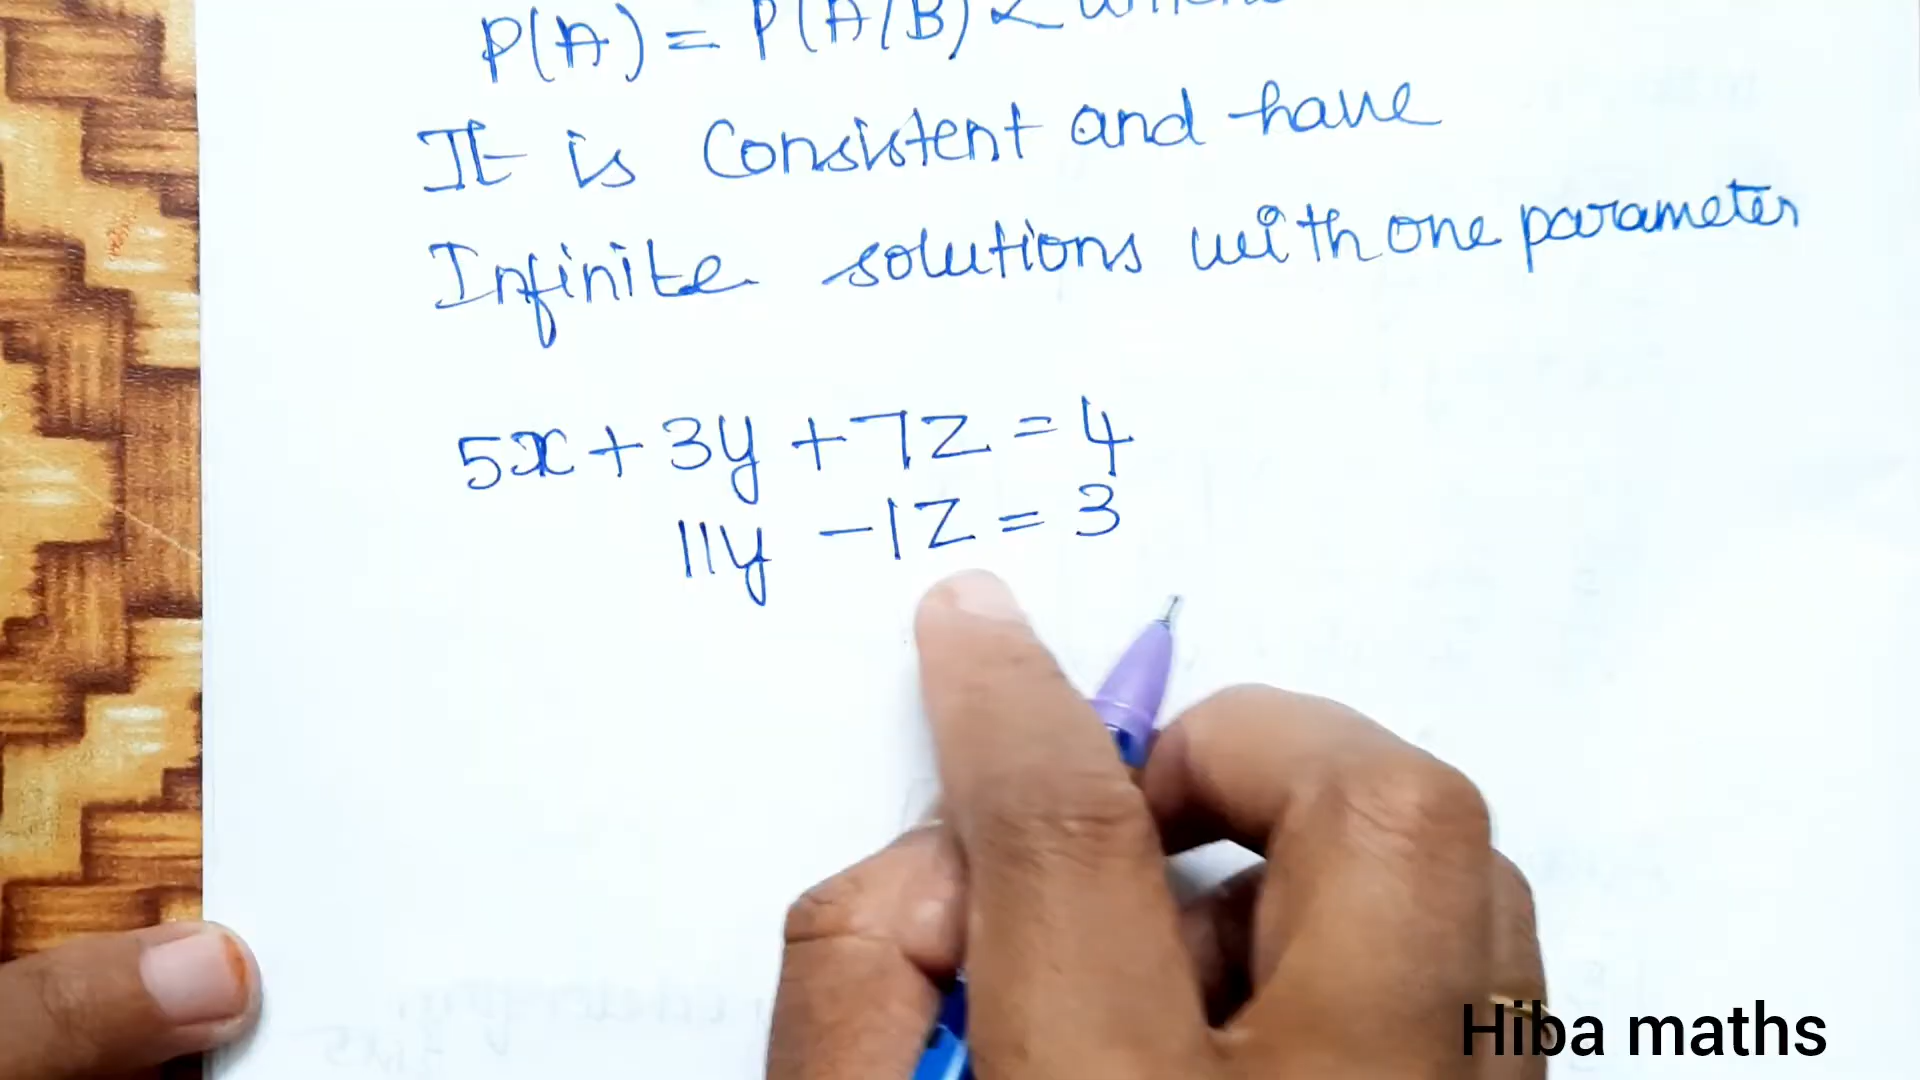 P(A) = P(A/B) <
It is Consistent and have
Infinite solutions with one parameter
5x + 3y + 7z = 4
11y - 1z = 3
Hiba maths